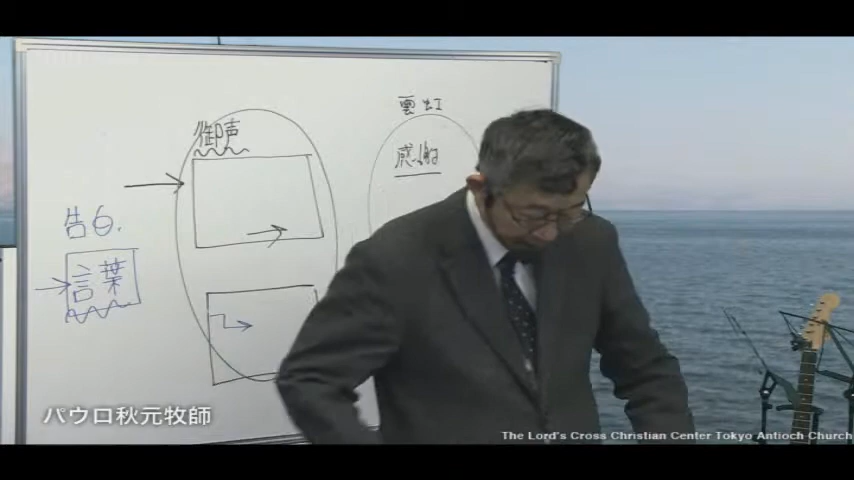 雲 虹
御声
感謝
告白.
言葉
パウロ秋元牧師
The Lord's Cross Christian Center Tokyo Antioch Church